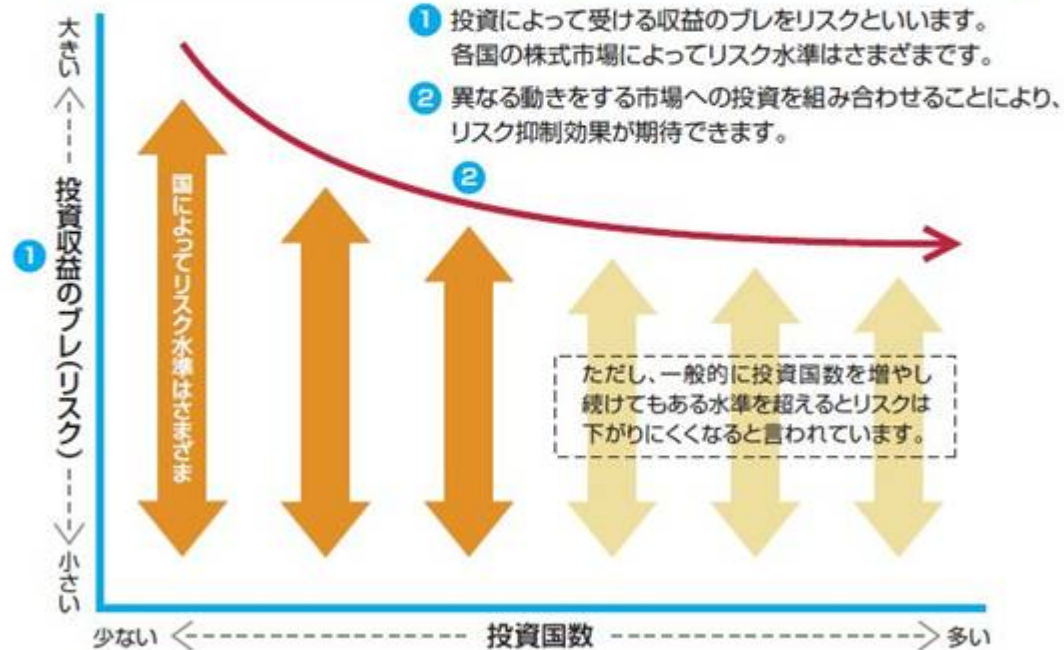 ① 投資によって受ける収益のブレをリスクといいます。
各国の株式市場によってリスク水準はさまざまです。
② 異なる動きをする市場への投資を組み合わせることにより、
リスク抑制効果が期待できます。
大きい
① 投資収益のブレ(リスク)
小さい
国によってリスク水準はさまざま
②
ただし、一般的に投資国数を増やし
続けてもある水準を超えるとリスクは
下がりにくくなると言われています。
少ない 投資国数 多い